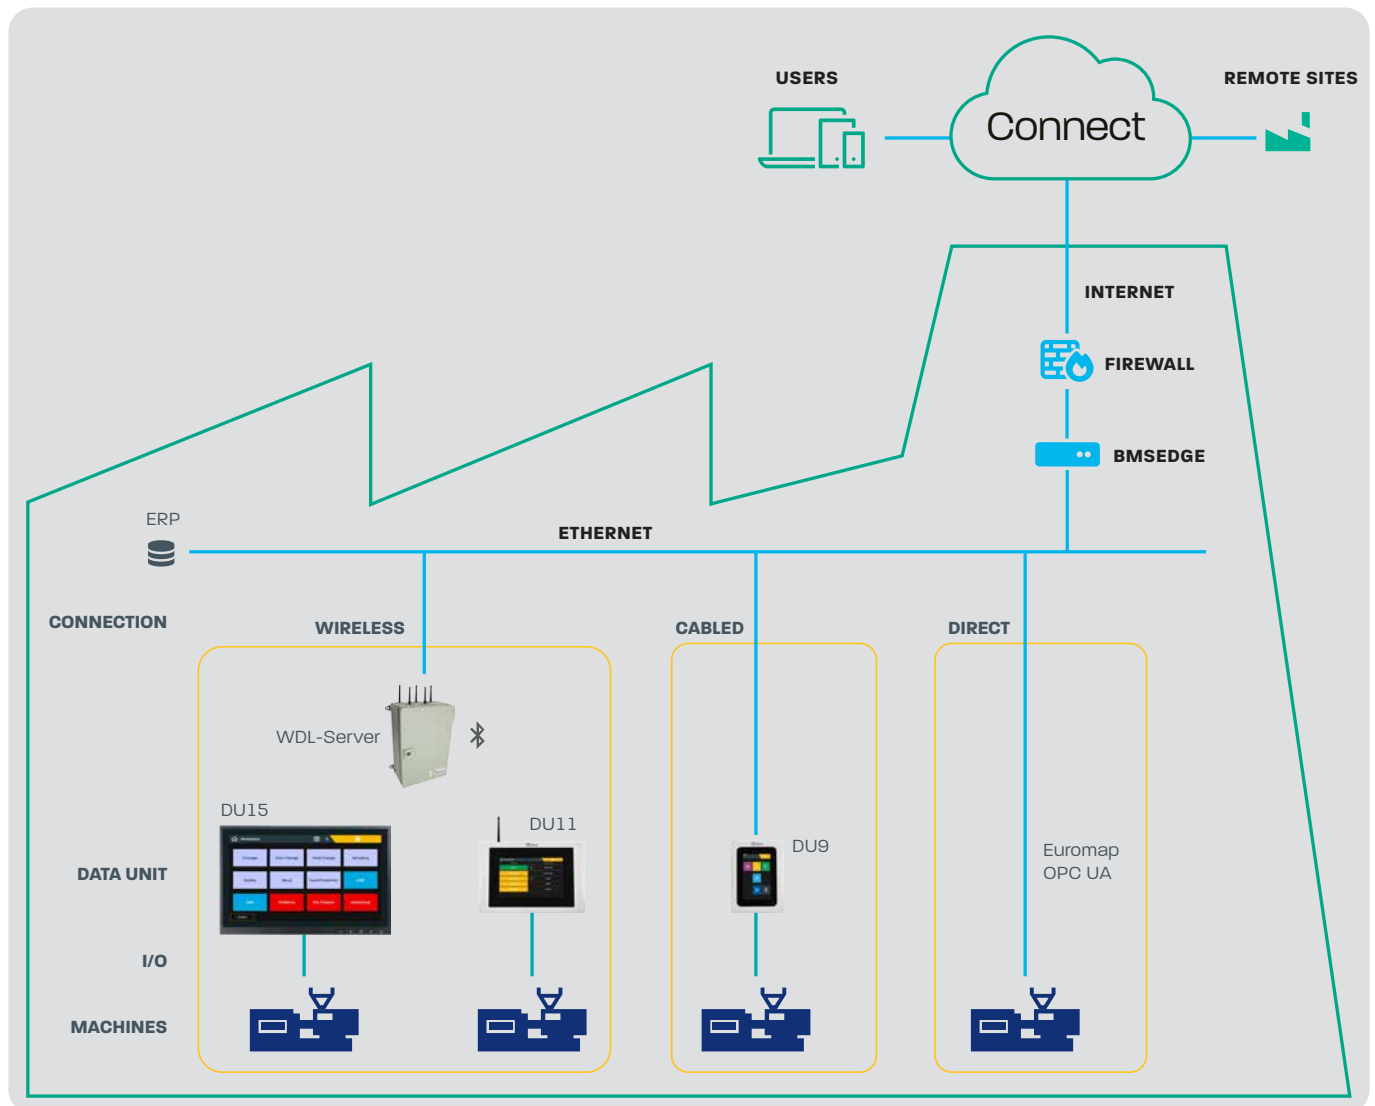 USERS
REMOTE SITES
Connect
INTERNET
FIREWALL
BMSEDGE
ERP
ETHERNET
CONNECTION
WIRELESS
CABLED
DIRECT
WDL-Server
DU15
DU11
DU9
Euromap
OPC UA
DATA UNIT
I/O
MACHINES